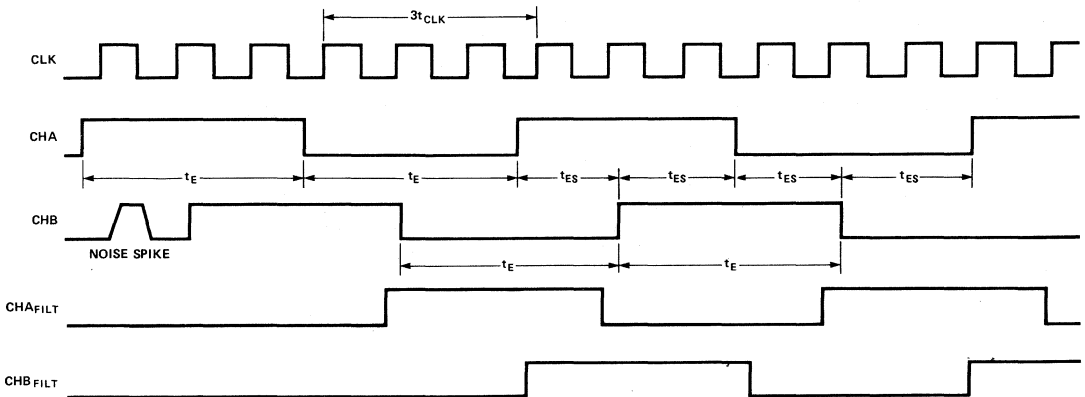 3tCLK
CLK
CHA
tE tE tES tES tES tES
CHB
NOISE SPIKE
tE tE
CHAFILT
CHBFILT